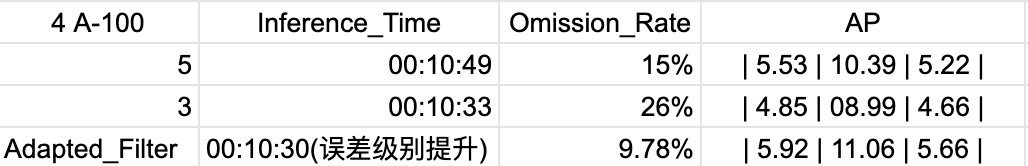 4 A-100 Inference_Time Omission_Rate AP
5 00:10:49 15% | 5.53 | 10.39 | 5.22 |
3 00:10:33 26% | 4.85 | 08.99 | 4.66 |
Adapted_Filter 00:10:30(误差级别提升) 9.78% | 5.92 | 11.06 | 5.66 |